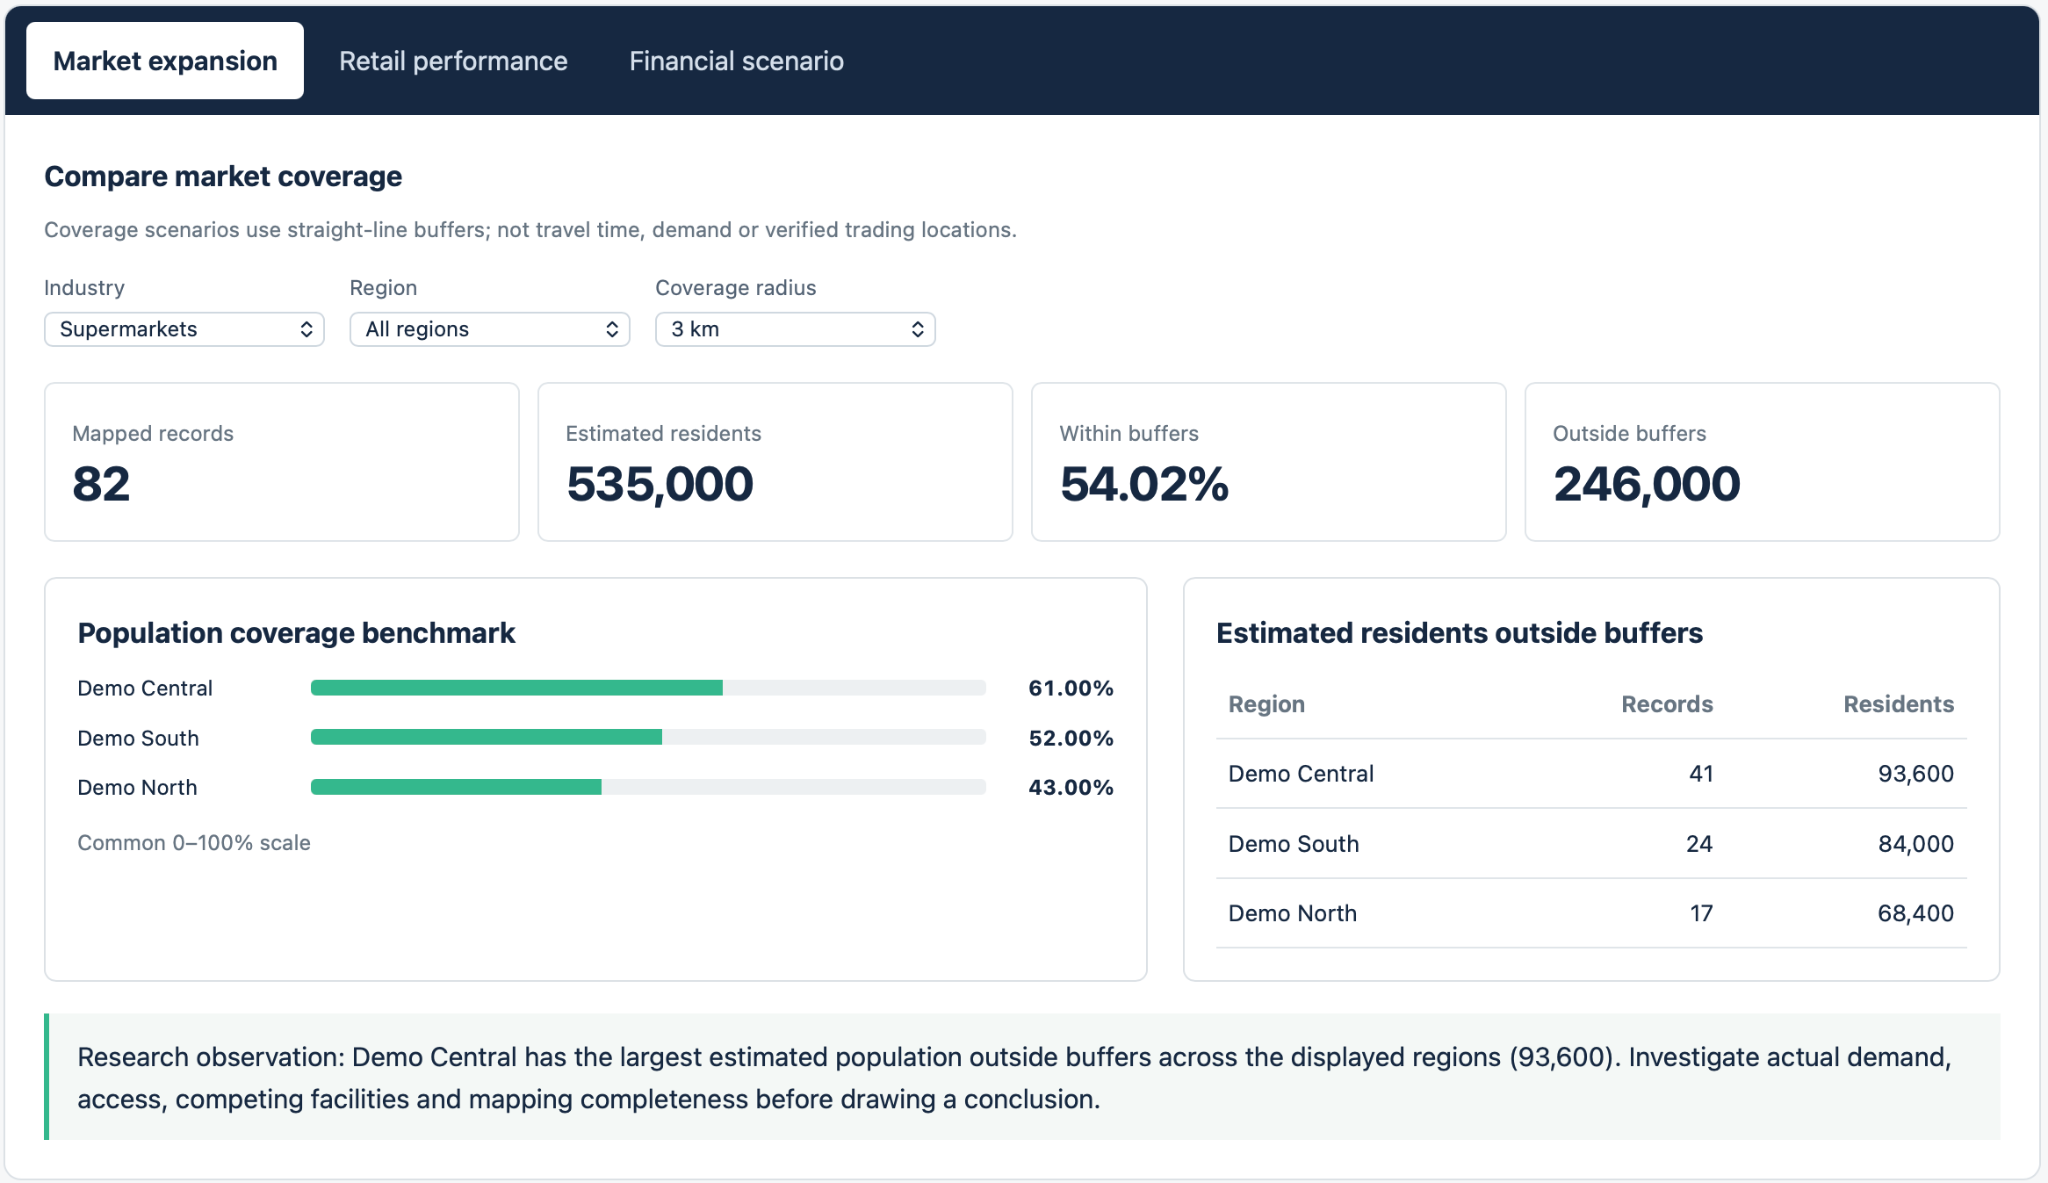 Market expansion
Retail performance
Financial scenario
Compare market coverage
Coverage scenarios use straight-line buffers; not travel time, demand or verified trading locations.
Industry
Region
Coverage radius
Supermarkets
All regions
3 km
Mapped records
82
Estimated residents
535,000
Within buffers
54.02%
Outside buffers
246,000
Population coverage benchmark
Demo Central 61.00%
Demo South 52.00%
Demo North 43.00%
Common 0–100% scale
Estimated residents outside buffers
Region Records Residents
Demo Central 41 93,600
Demo South 24 84,000
Demo North 17 68,400
Research observation: Demo Central has the largest estimated population outside buffers across the displayed regions (93,600). Investigate actual demand,
access, competing facilities and mapping completeness before drawing a conclusion.